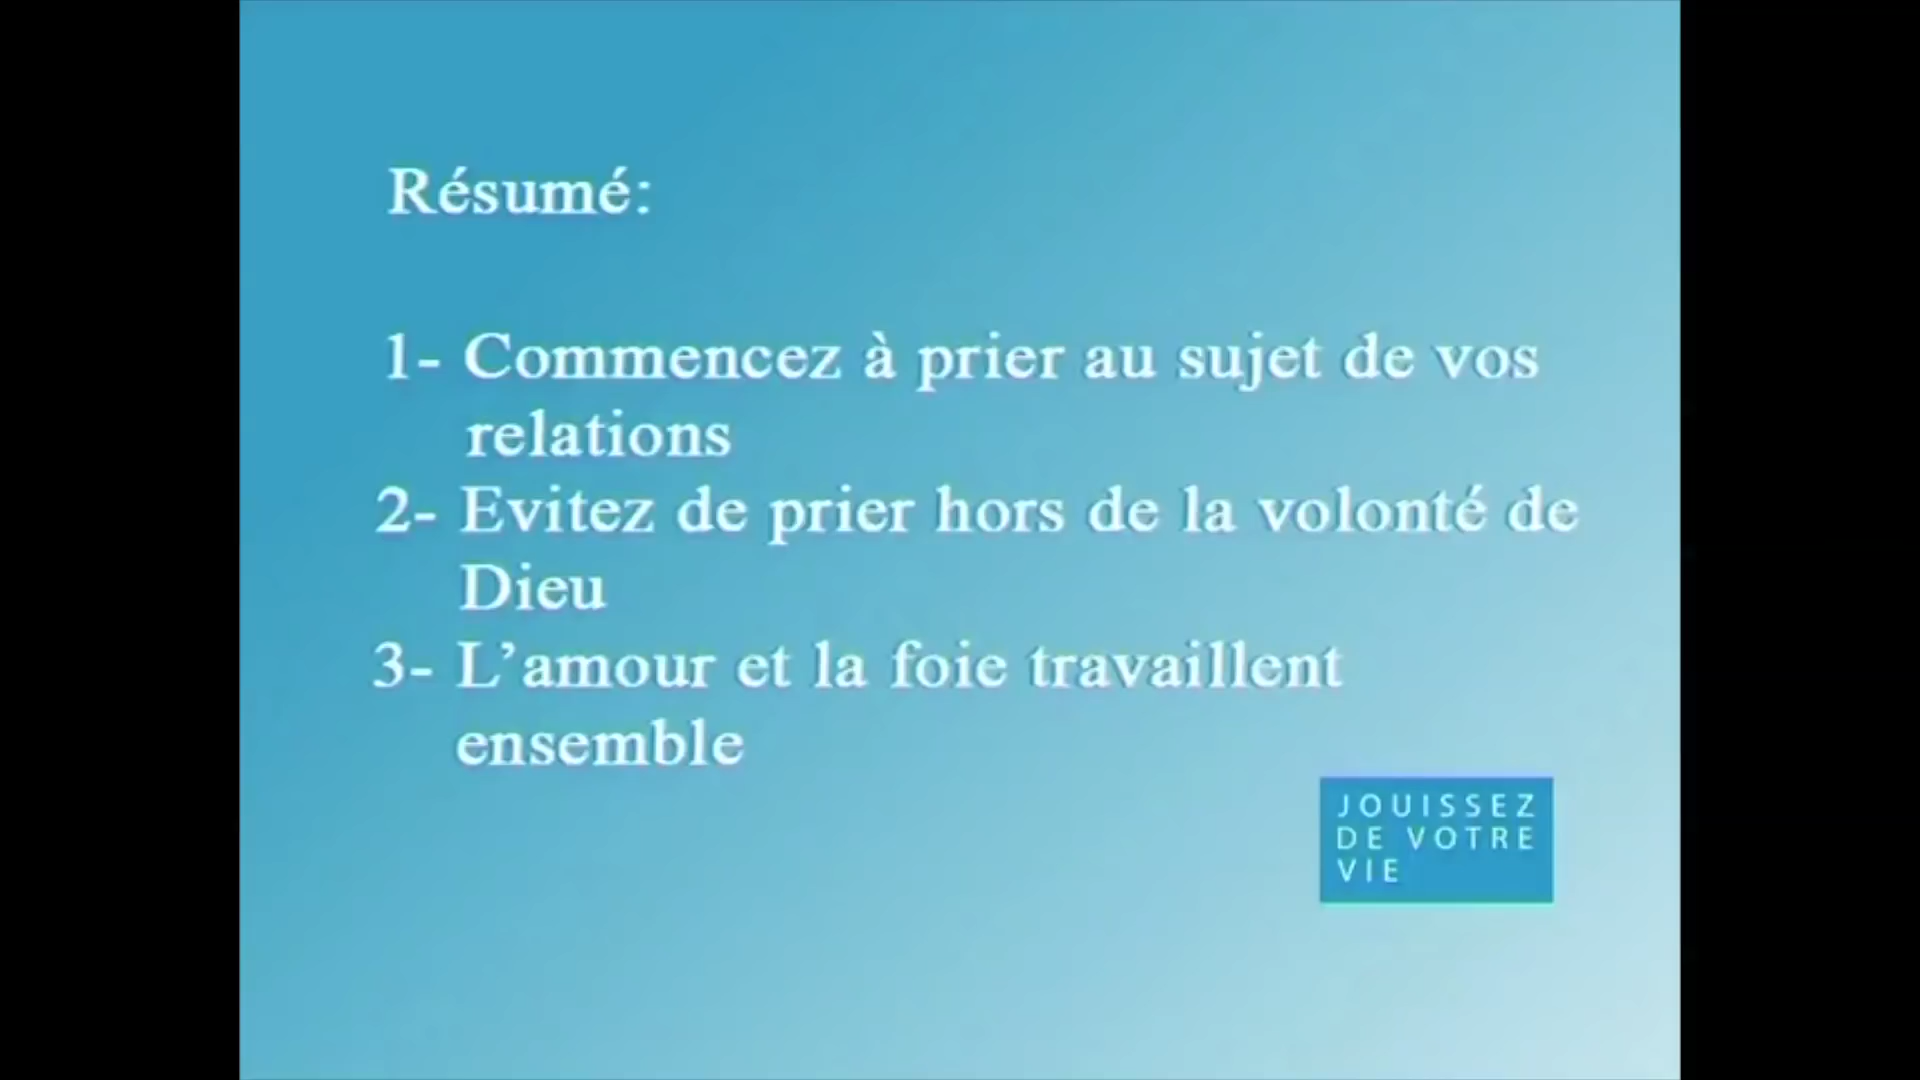 Résumé:
1- Commencez à prier au sujet de vos
relations
2- Evitez de prier hors de la volonté de
Dieu
3- L’amour et la foie travaillent
ensemble
JOUISSEZ
DE VOTRE
VIE